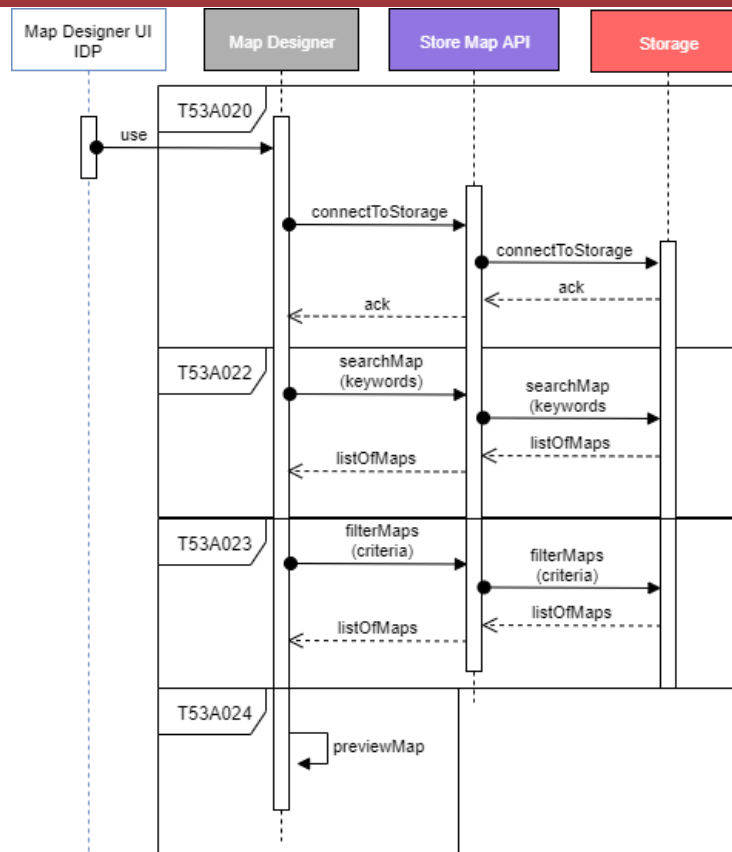 Map Designer UI
IDP
Map Designer
Store Map API
Storage
T53A020
use
connectToStorage
connectToStorage
ack
ack
T53A022
searchMap
(keywords)
searchMap
(keywords
listOfMaps
listOfMaps
T53A023
filterMaps
(criteria)
filterMaps
(criteria)
listOfMaps
listOfMaps
T53A024
previewMap